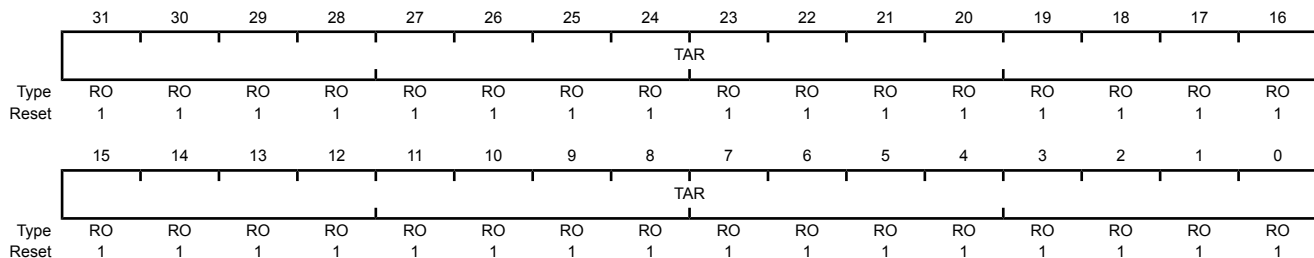 31 30 29 28 27 26 25 24 23 22 21 20 19 18 17 16
TAR
Type RO RO RO RO RO RO RO RO RO RO RO RO RO RO RO RO
Reset 1 1 1 1 1 1 1 1 1 1 1 1 1 1 1 1
15 14 13 12 11 10 9 8 7 6 5 4 3 2 1 0
TAR
Type RO RO RO RO RO RO RO RO RO RO RO RO RO RO RO RO
Reset 1 1 1 1 1 1 1 1 1 1 1 1 1 1 1 1